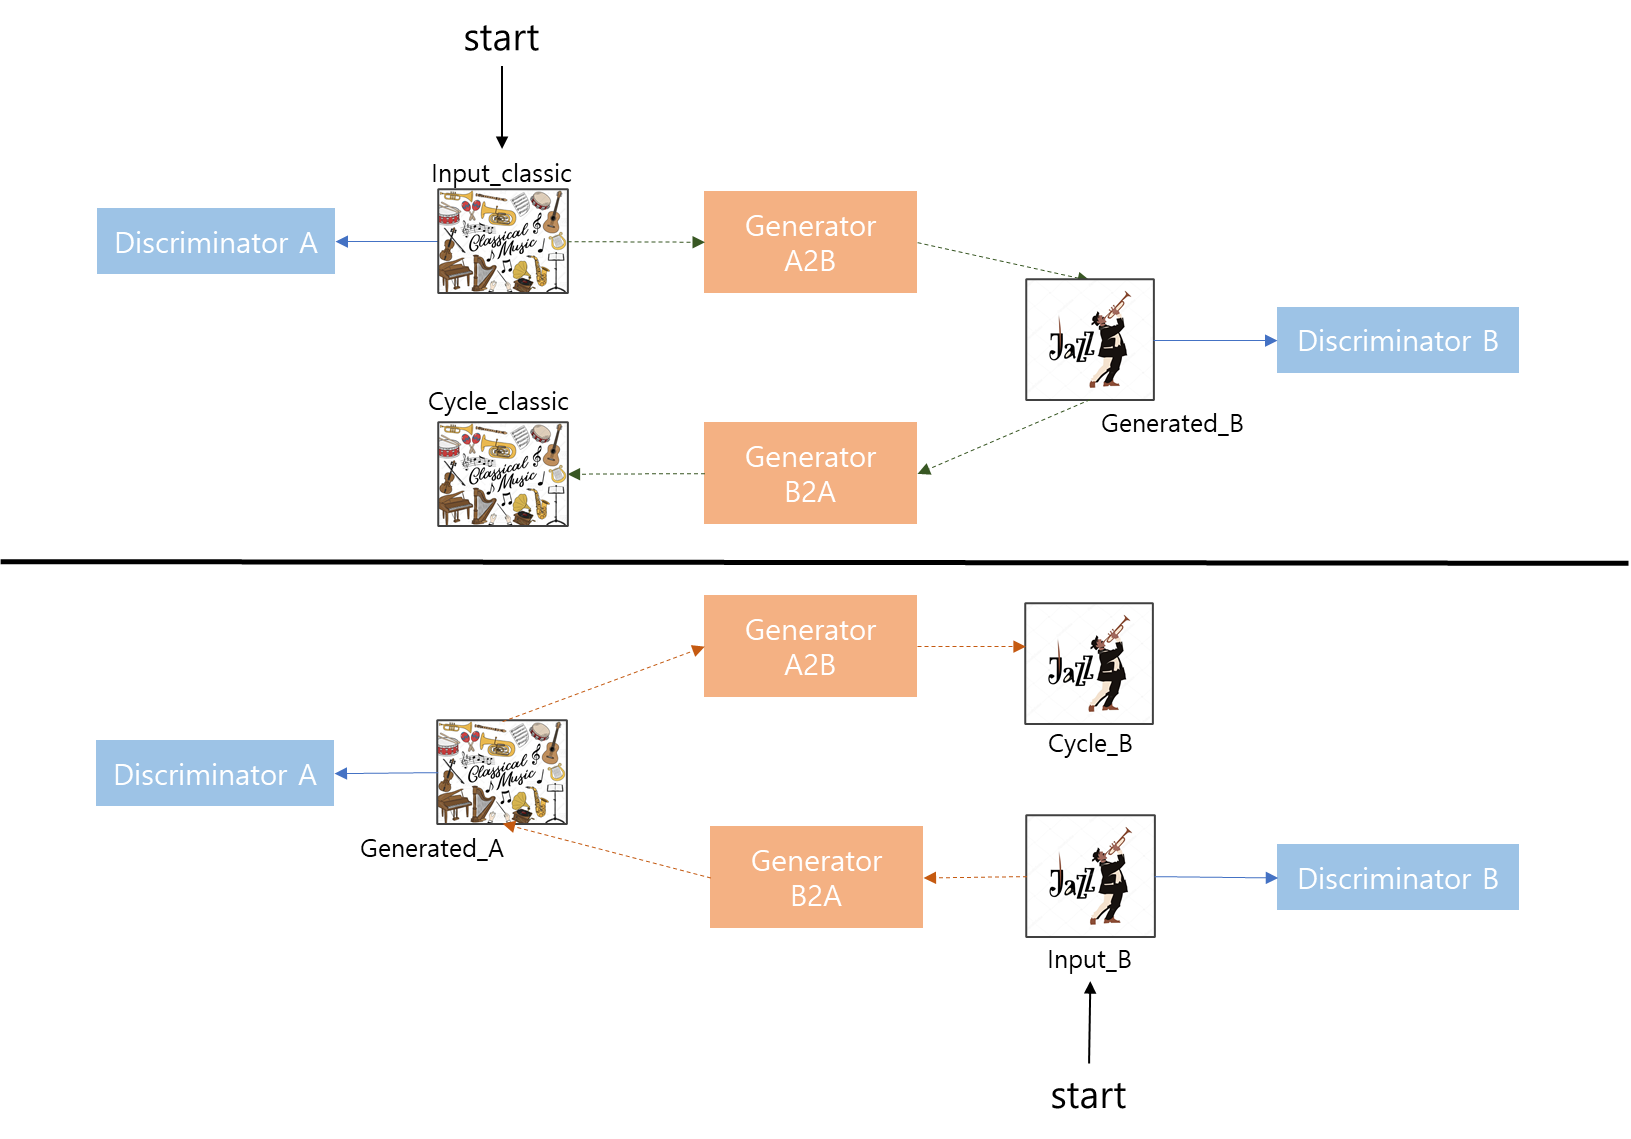 start
Input_classic
Discriminator A
Classical
Music
Generator
A2B
Jazz
Discriminator B
Generated_B
Cycle_classic
Classical
Music
Generator
B2A
Generator
A2B
Jazz
Cycle_B
Discriminator A
Classical
Music
Generated_A
Generator
B2A
Jazz
Discriminator B
Input_B
start